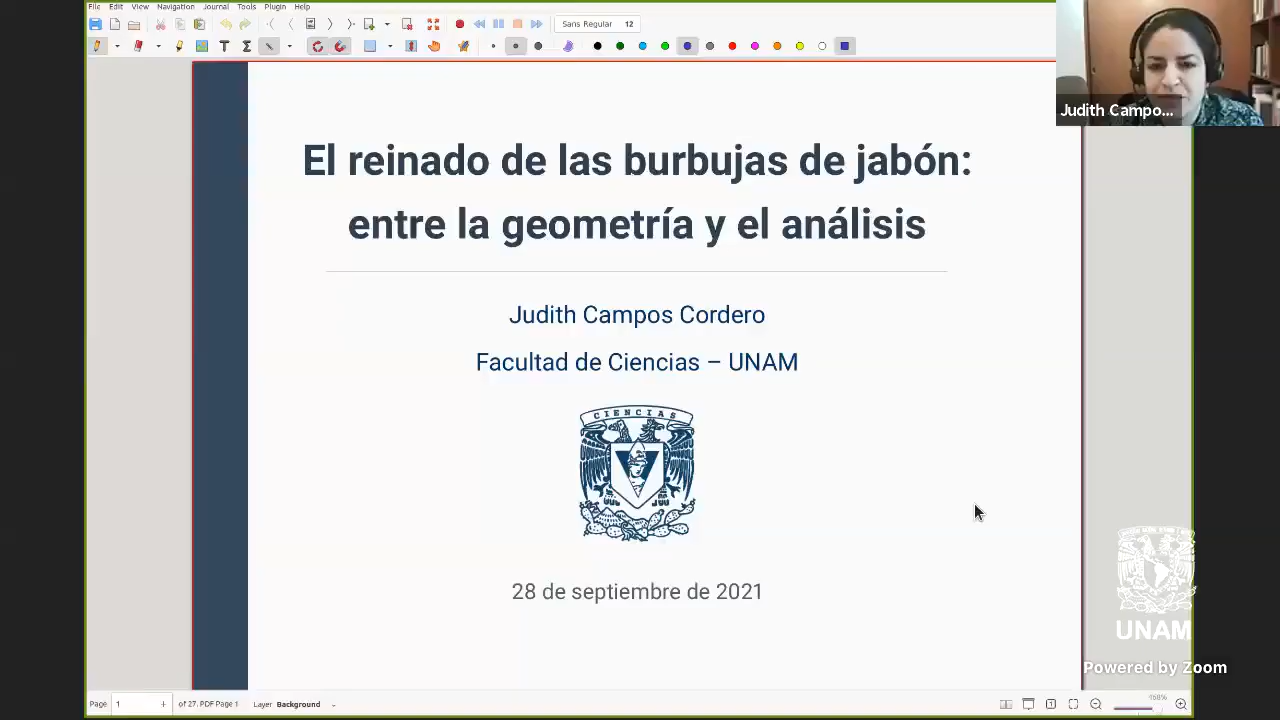 File Edit View Navigation Journal Tools Plugin Help
Sans Regular 12
Judith Campo...
El reinado de las burbujas de jabón:
entre la geometría y el análisis
Judith Campos Cordero
Facultad de Ciencias – UNAM
CIENCIAS
28 de septiembre de 2021
UNAM
Powered by Zoom
Page 1 of 27. PDF Page 1 Layer Background
168%